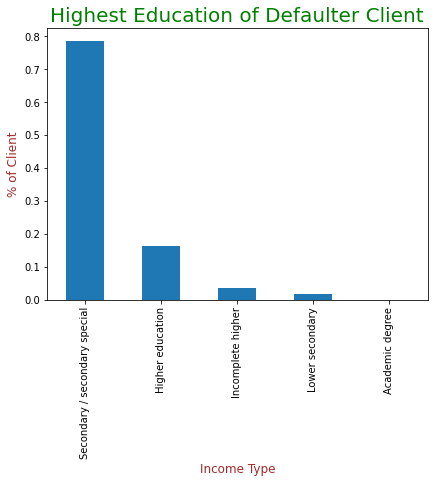 Highest Education of Defaulter Client
% of Client
0.8
0.7
0.6
0.5
0.4
0.3
0.2
0.1
0.0
Secondary / secondary special
Higher education
Incomplete higher
Lower secondary
Academic degree
Income Type